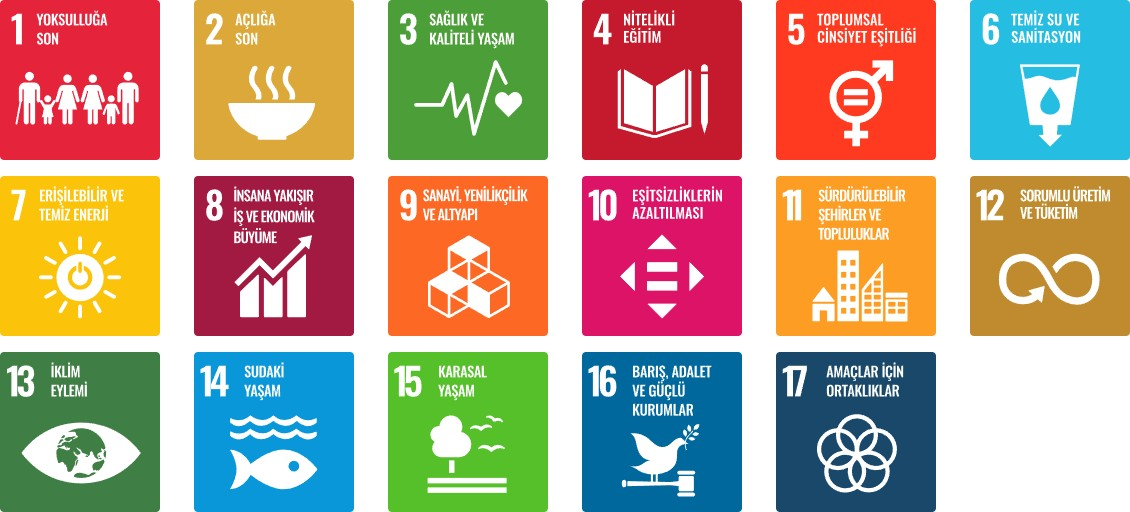 1 YOKSULLUĞA
SON
2 AÇLIĞA
SON
3 SAĞLIK VE
KALİTELİ YAŞAM
4 NİTELİKLİ
EĞİTİM
5 TOPLUMSAL
CİNSİYET EŞİTLİĞİ
6 TEMİZ SU VE
SANİTASYON
7 ERİŞİLEBİLİR VE
TEMİZ ENERJİ
8 İNSANA YAKIŞIR
İŞ VE EKONOMİK
BÜYÜME
9 SANAYİ, YENİLİKÇİLİK
VE ALTYAPI
10 EŞİTSİZLİKLERİN
AZALTILMASI
11 SÜRDÜRÜLEBİLİR
ŞEHİRLER VE
TOPLULUKLAR
12 SORUMLU ÜRETİM
VE TÜKETİM
13 İKLİM
EYLEMİ
14 SUDAKİ
YAŞAM
15 KARASAL
YAŞAM
16 BARIŞ, ADALET
VE GÜÇLÜ
KURUMLAR
17 AMAÇLAR İÇİN
ORTAKLIKLAR